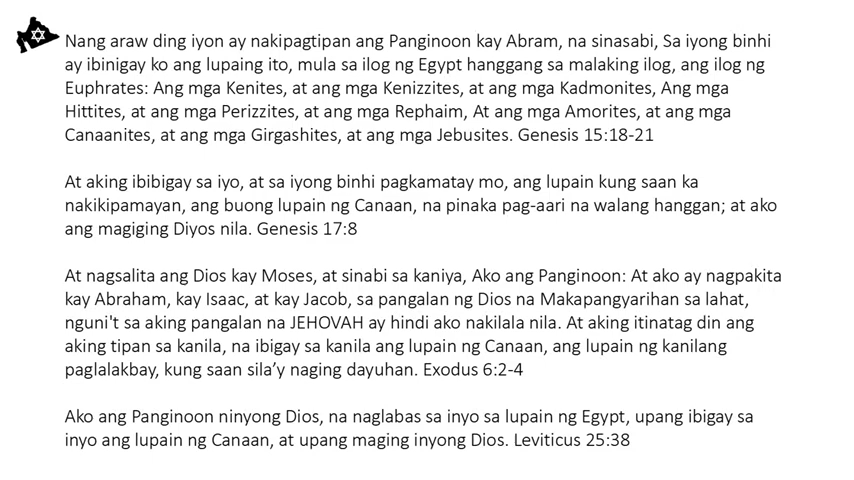 Nang araw ding iyon ay nakipagtipan ang Panginoon kay Abram, na sinasabi, Sa iyong binhi
ay ibinigay ko ang lupaing ito, mula sa ilog ng Egypt hanggang sa malaking ilog, ang ilog ng
Euphrates: Ang mga Kenites, at ang mga Kenizzites, at ang mga Kadmonites, Ang mga
Hittites, at ang mga Perizzites, at ang mga Rephaim, At ang mga Amorites, at ang mga
Canaanites, at ang mga Girgashites, at ang mga Jebusites. Genesis 15:18-21
At aking ibibigay sa iyo, at sa iyong binhi pagkamatay mo, ang lupain kung saan ka
nakikipamayan, ang buong lupain ng Canaan, na pinaka pag-aari na walang hanggan; at ako
ang magiging Diyos nila. Genesis 17:8
At nagsalita ang Dios kay Moses, at sinabi sa kaniya, Ako ang Panginoon: At ako ay nagpakita
kay Abraham, kay Isaac, at kay Jacob, sa pangalan ng Dios na Makapangyarihan sa lahat,
nguni't sa aking pangalan na JEHOVAH ay hindi ako nakilala nila. At aking itinatag din ang
aking tipan sa kanila, na ibigay sa kanila ang lupain ng Canaan, ang lupain ng kanilang
paglalakbay, kung saan sila’y naging dayuhan. Exodus 6:2-4
Ako ang Panginoon ninyong Dios, na naglabas sa inyo sa lupain ng Egypt, upang ibigay sa
inyo ang lupain ng Canaan, at upang maging inyong Dios. Leviticus 25:38